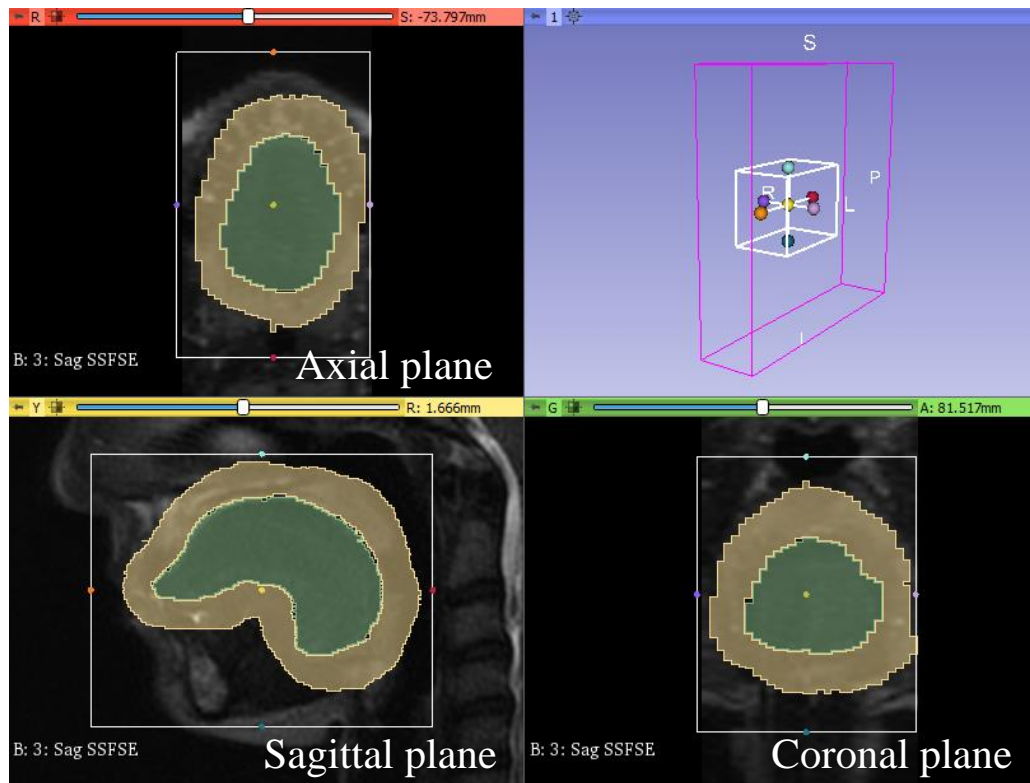 R S: -73.797mm
B: 3: Sag SSFSE
Axial plane
1
S
R
P
L
I
Y R: 1.666mm
B: 3: Sag SSFSE
Sagittal plane
G A: 81.517mm
B: 3: Sag SSFSE
Coronal plane